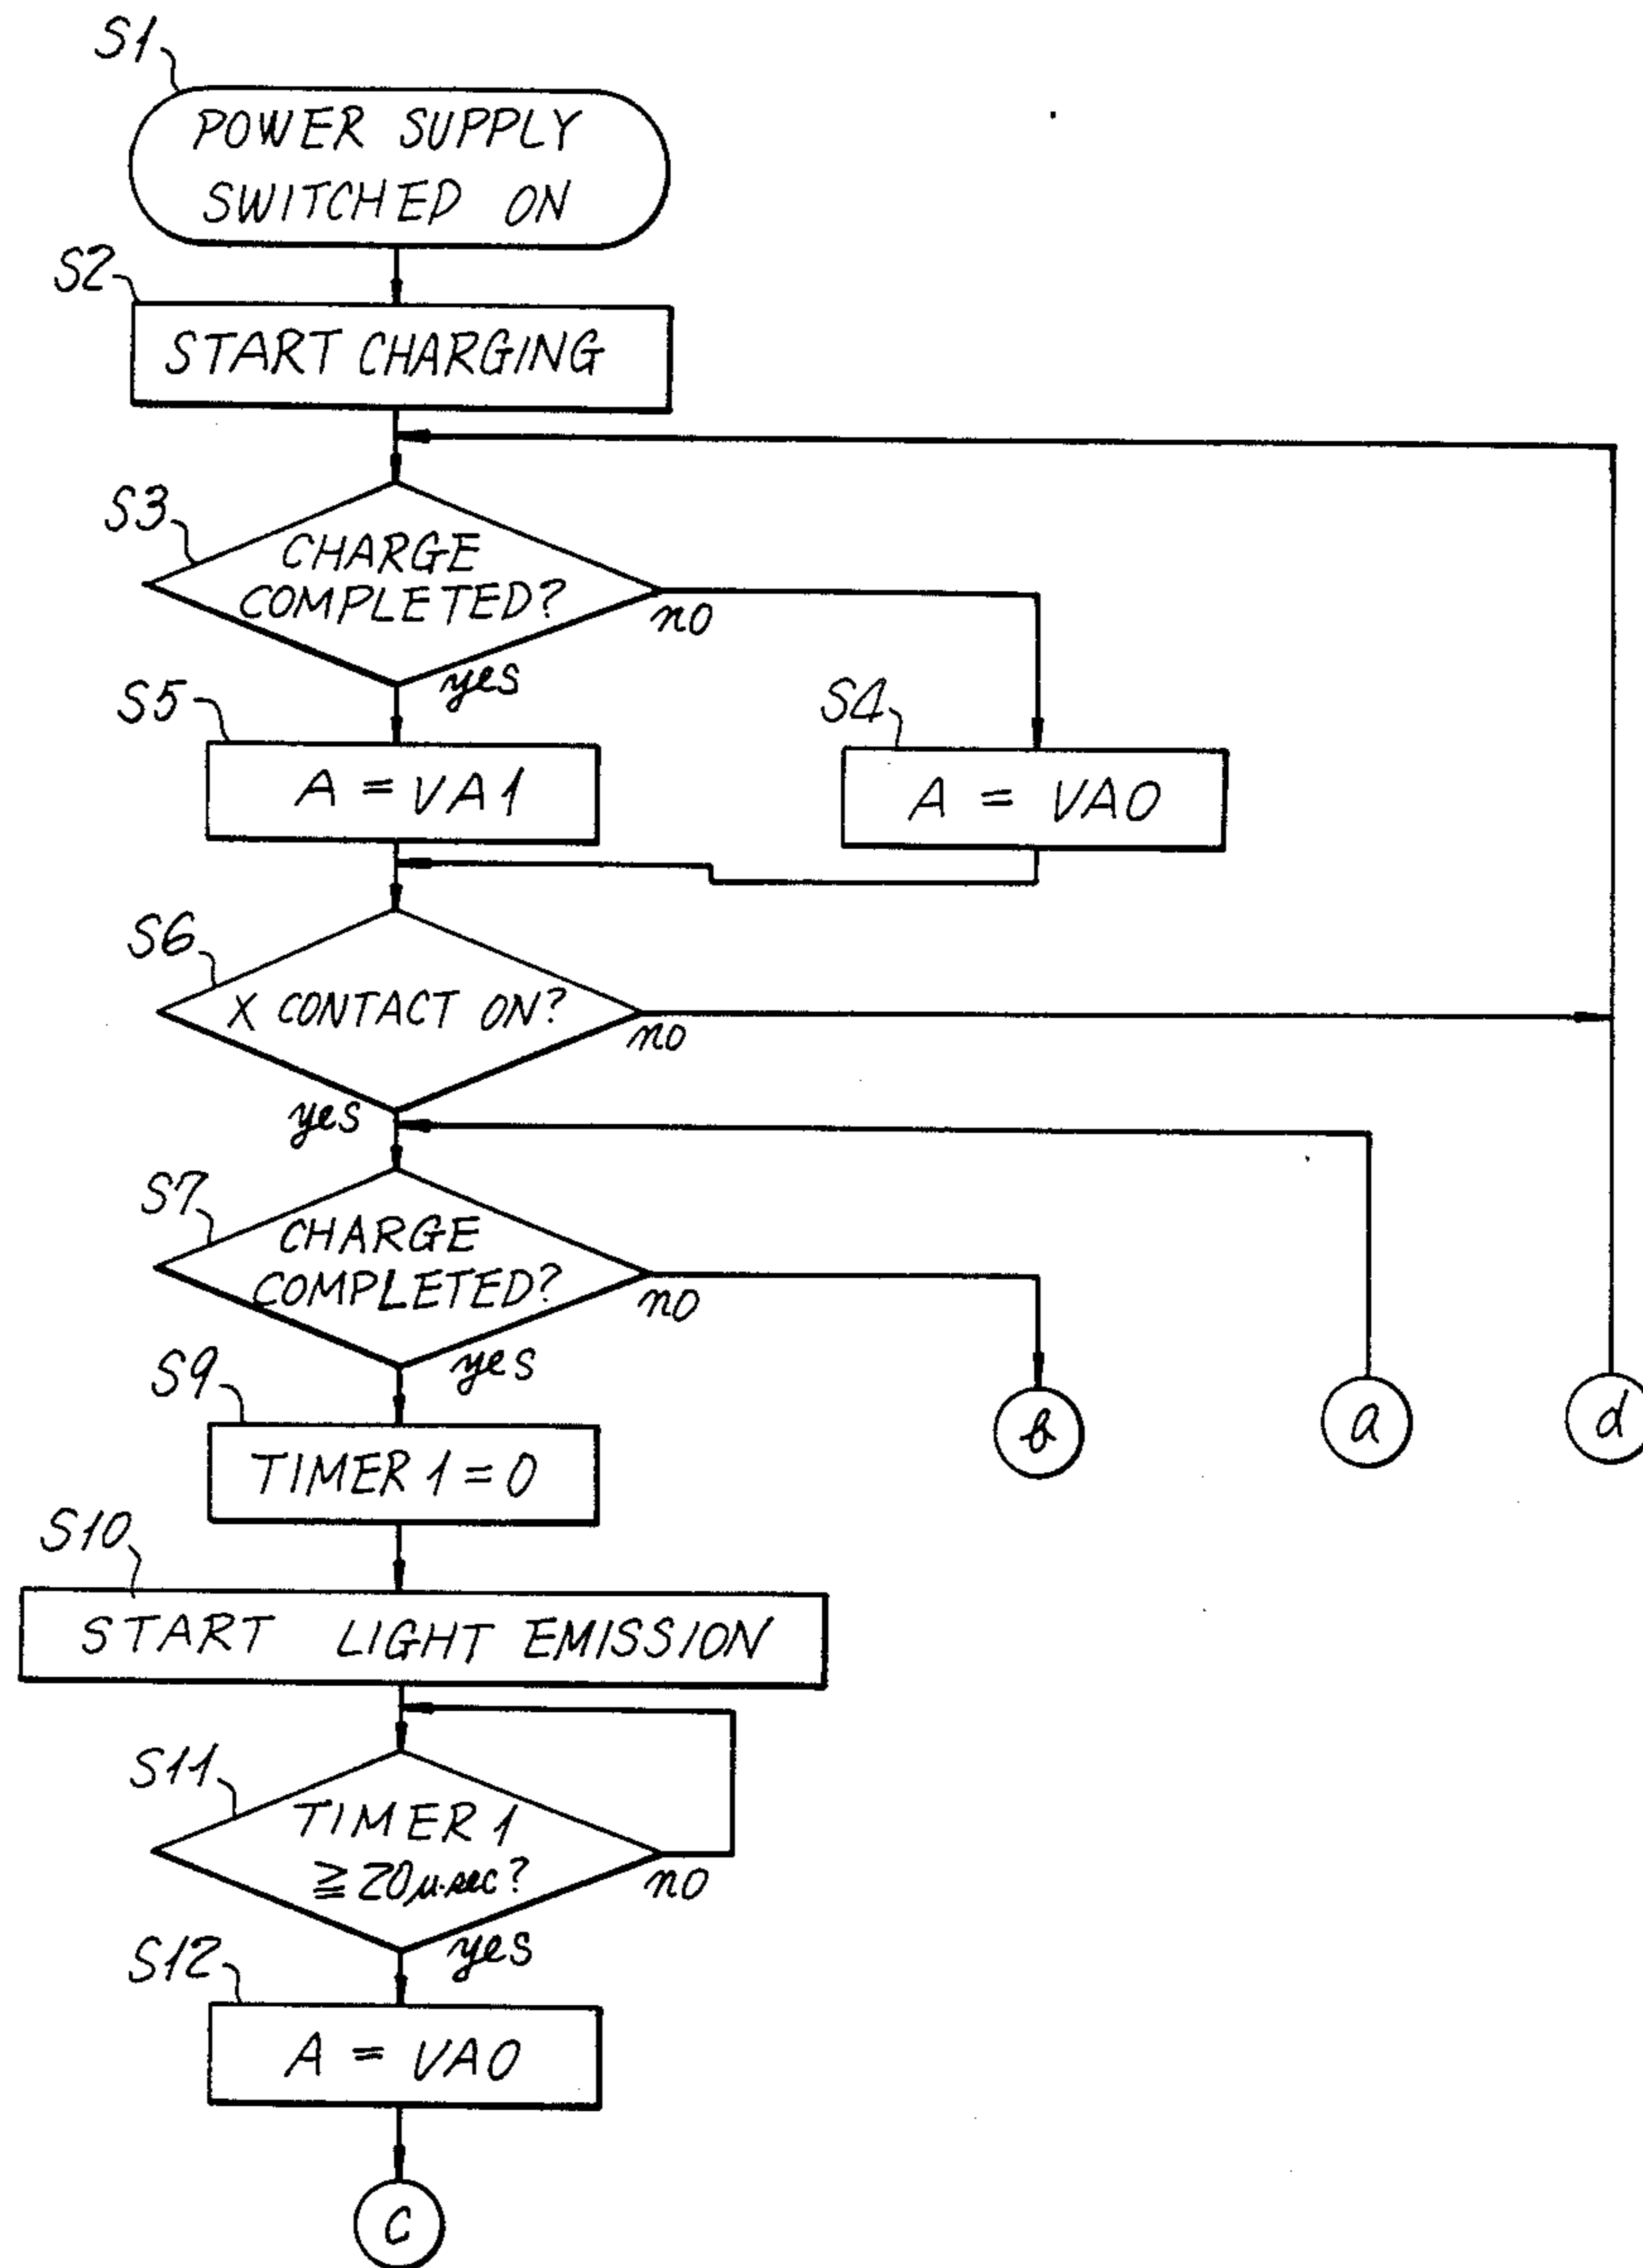 S1
POWER SUPPLY
SWITCHED ON
S2
START CHARGING
S3
CHARGE
COMPLETED?
no
yes
S5
A = VA1
S4
A = VA0
S6
X CONTACT ON?
no
yes
S7
CHARGE
COMPLETED?
no
yes
S9
TIMER 1 = 0
b
a
d
S10
START LIGHT EMISSION
S11
TIMER 1
≧ 20μ·sec?
no
yes
S12
A = VA0
c